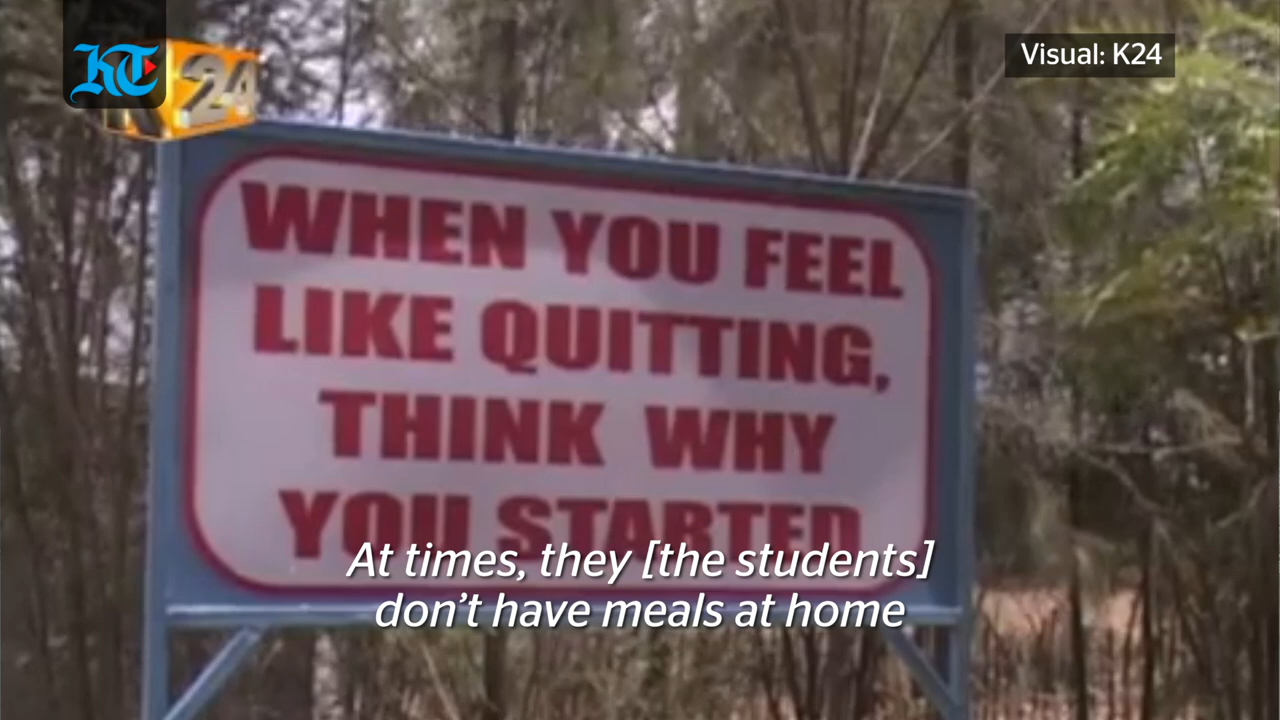 KT
K24
Visual: K24
WHEN YOU FEEL
LIKE QUITTING,
THINK WHY
YOU STARTED
At times, they [the students]
don't have meals at home